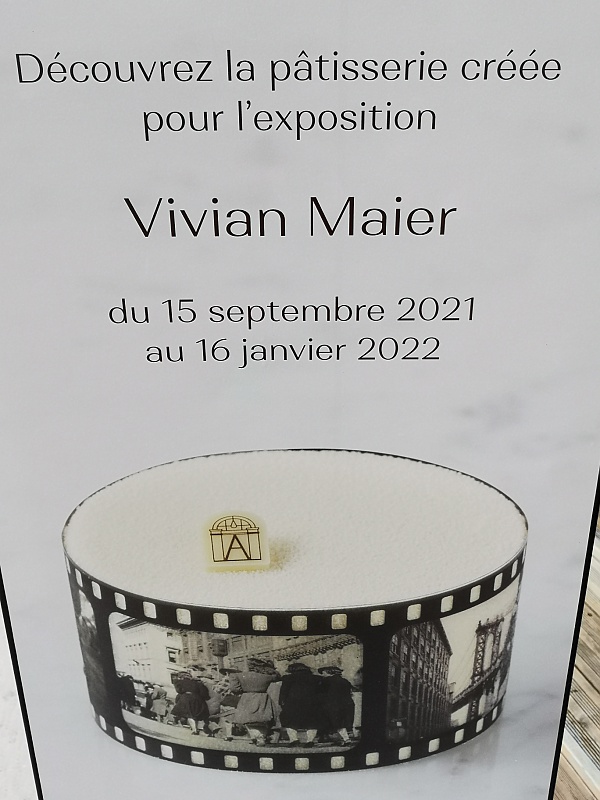 Découvrez la pâtisserie créée
pour l'exposition
Vivian Maier
du 15 septembre 2021
au 16 janvier 2022
A